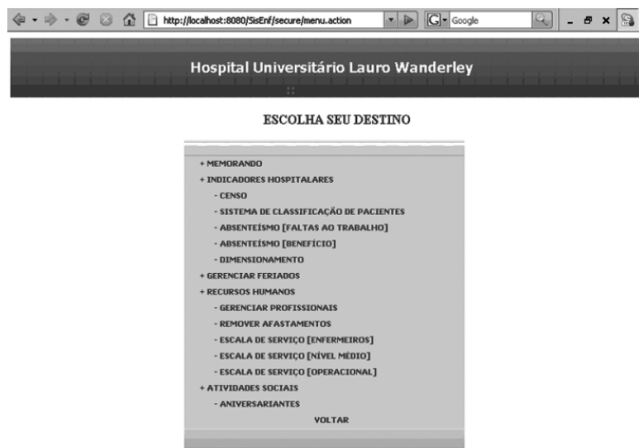 http://localhost:8080/SisEnf/secure/menu.action G Google
Hospital Universitário Lauro Wanderley
ESCOLHA SEU DESTINO
+ MEMORANDO
+ INDICADORES HOSPITALARES
- CENSO
- SISTEMA DE CLASSIFICAÇÃO DE PACIENTES
- ABSENTEÍSMO [FALTAS AO TRABALHO]
- ABSENTEÍSMO [BENEFÍCIO]
- DIMENSIONAMENTO
+ GERENCIAR FERIADOS
+ RECURSOS HUMANOS
- GERENCIAR PROFISSIONAIS
- REMOVER AFASTAMENTOS
- ESCALA DE SERVIÇO [ENFERMEIROS]
- ESCALA DE SERVIÇO [NÍVEL MÉDIO]
- ESCALA DE SERVIÇO [OPERACIONAL]
+ ATIVIDADES SOCIAIS
- ANIVERSARIANTES
VOLTAR